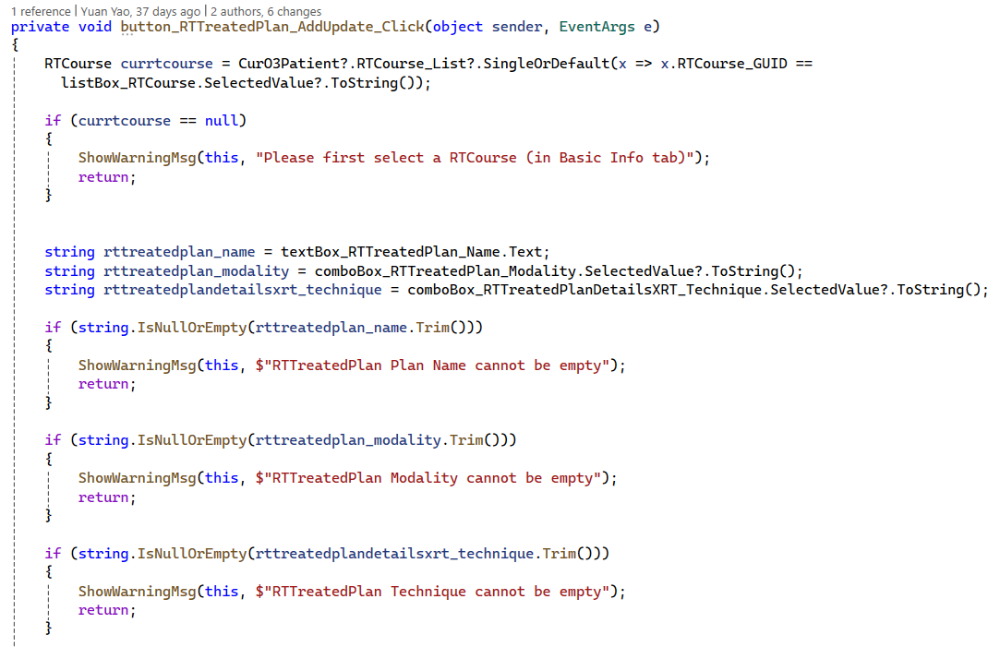 1 reference | Yuan Yao, 37 days ago | 2 authors, 6 changes
private void button_RTTreatedPlan_AddUpdate_Click(object sender, EventArgs e)
{
    RTCourse currtcourse = CurO3Patient?.RTCourse_List?.SingleOrDefault(x => x.RTCourse_GUID ==
      listBox_RTCourse.SelectedValue?.ToString());

    if (currtcourse == null)
    {
        ShowWarningMsg(this, "Please first select a RTCourse (in Basic Info tab)");
        return;
    }


    string rttreatedplan_name = textBox_RTTreatedPlan_Name.Text;
    string rttreatedplan_modality = comboBox_RTTreatedPlan_Modality.SelectedValue?.ToString();
    string rttreatedplandetailsxrt_technique = comboBox_RTTreatedPlanDetailsXRT_Technique.SelectedValue?.ToString();

    if (string.IsNullOrEmpty(rttreatedplan_name.Trim()))
    {
        ShowWarningMsg(this, $"RTTreatedPlan Plan Name cannot be empty");
        return;
    }

    if (string.IsNullOrEmpty(rttreatedplan_modality.Trim()))
    {
        ShowWarningMsg(this, $"RTTreatedPlan Modality cannot be empty");
        return;
    }

    if (string.IsNullOrEmpty(rttreatedplandetailsxrt_technique.Trim()))
    {
        ShowWarningMsg(this, $"RTTreatedPlan Technique cannot be empty");
        return;
    }